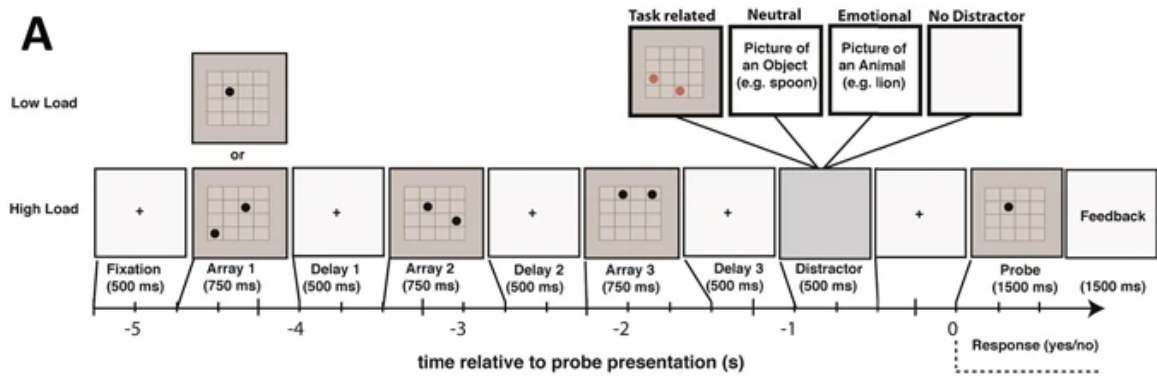 A
Task related
Neutral
Emotional
No Distractor
Picture of
an Object
(e.g. spoon)
Picture of
an Animal
(e.g. lion)
Low Load
or
High Load
Feedback
Fixation
(500 ms)
Array 1
(750 ms)
Delay 1
(500 ms)
Array 2
(750 ms)
Delay 2
(500 ms)
Array 3
(750 ms)
Delay 3
(500 ms)
Distractor
(500 ms)
Probe
(1500 ms)
(1500 ms)
-5
-4
-3
-2
-1
0
Response (yes/no)
time relative to probe presentation (s)